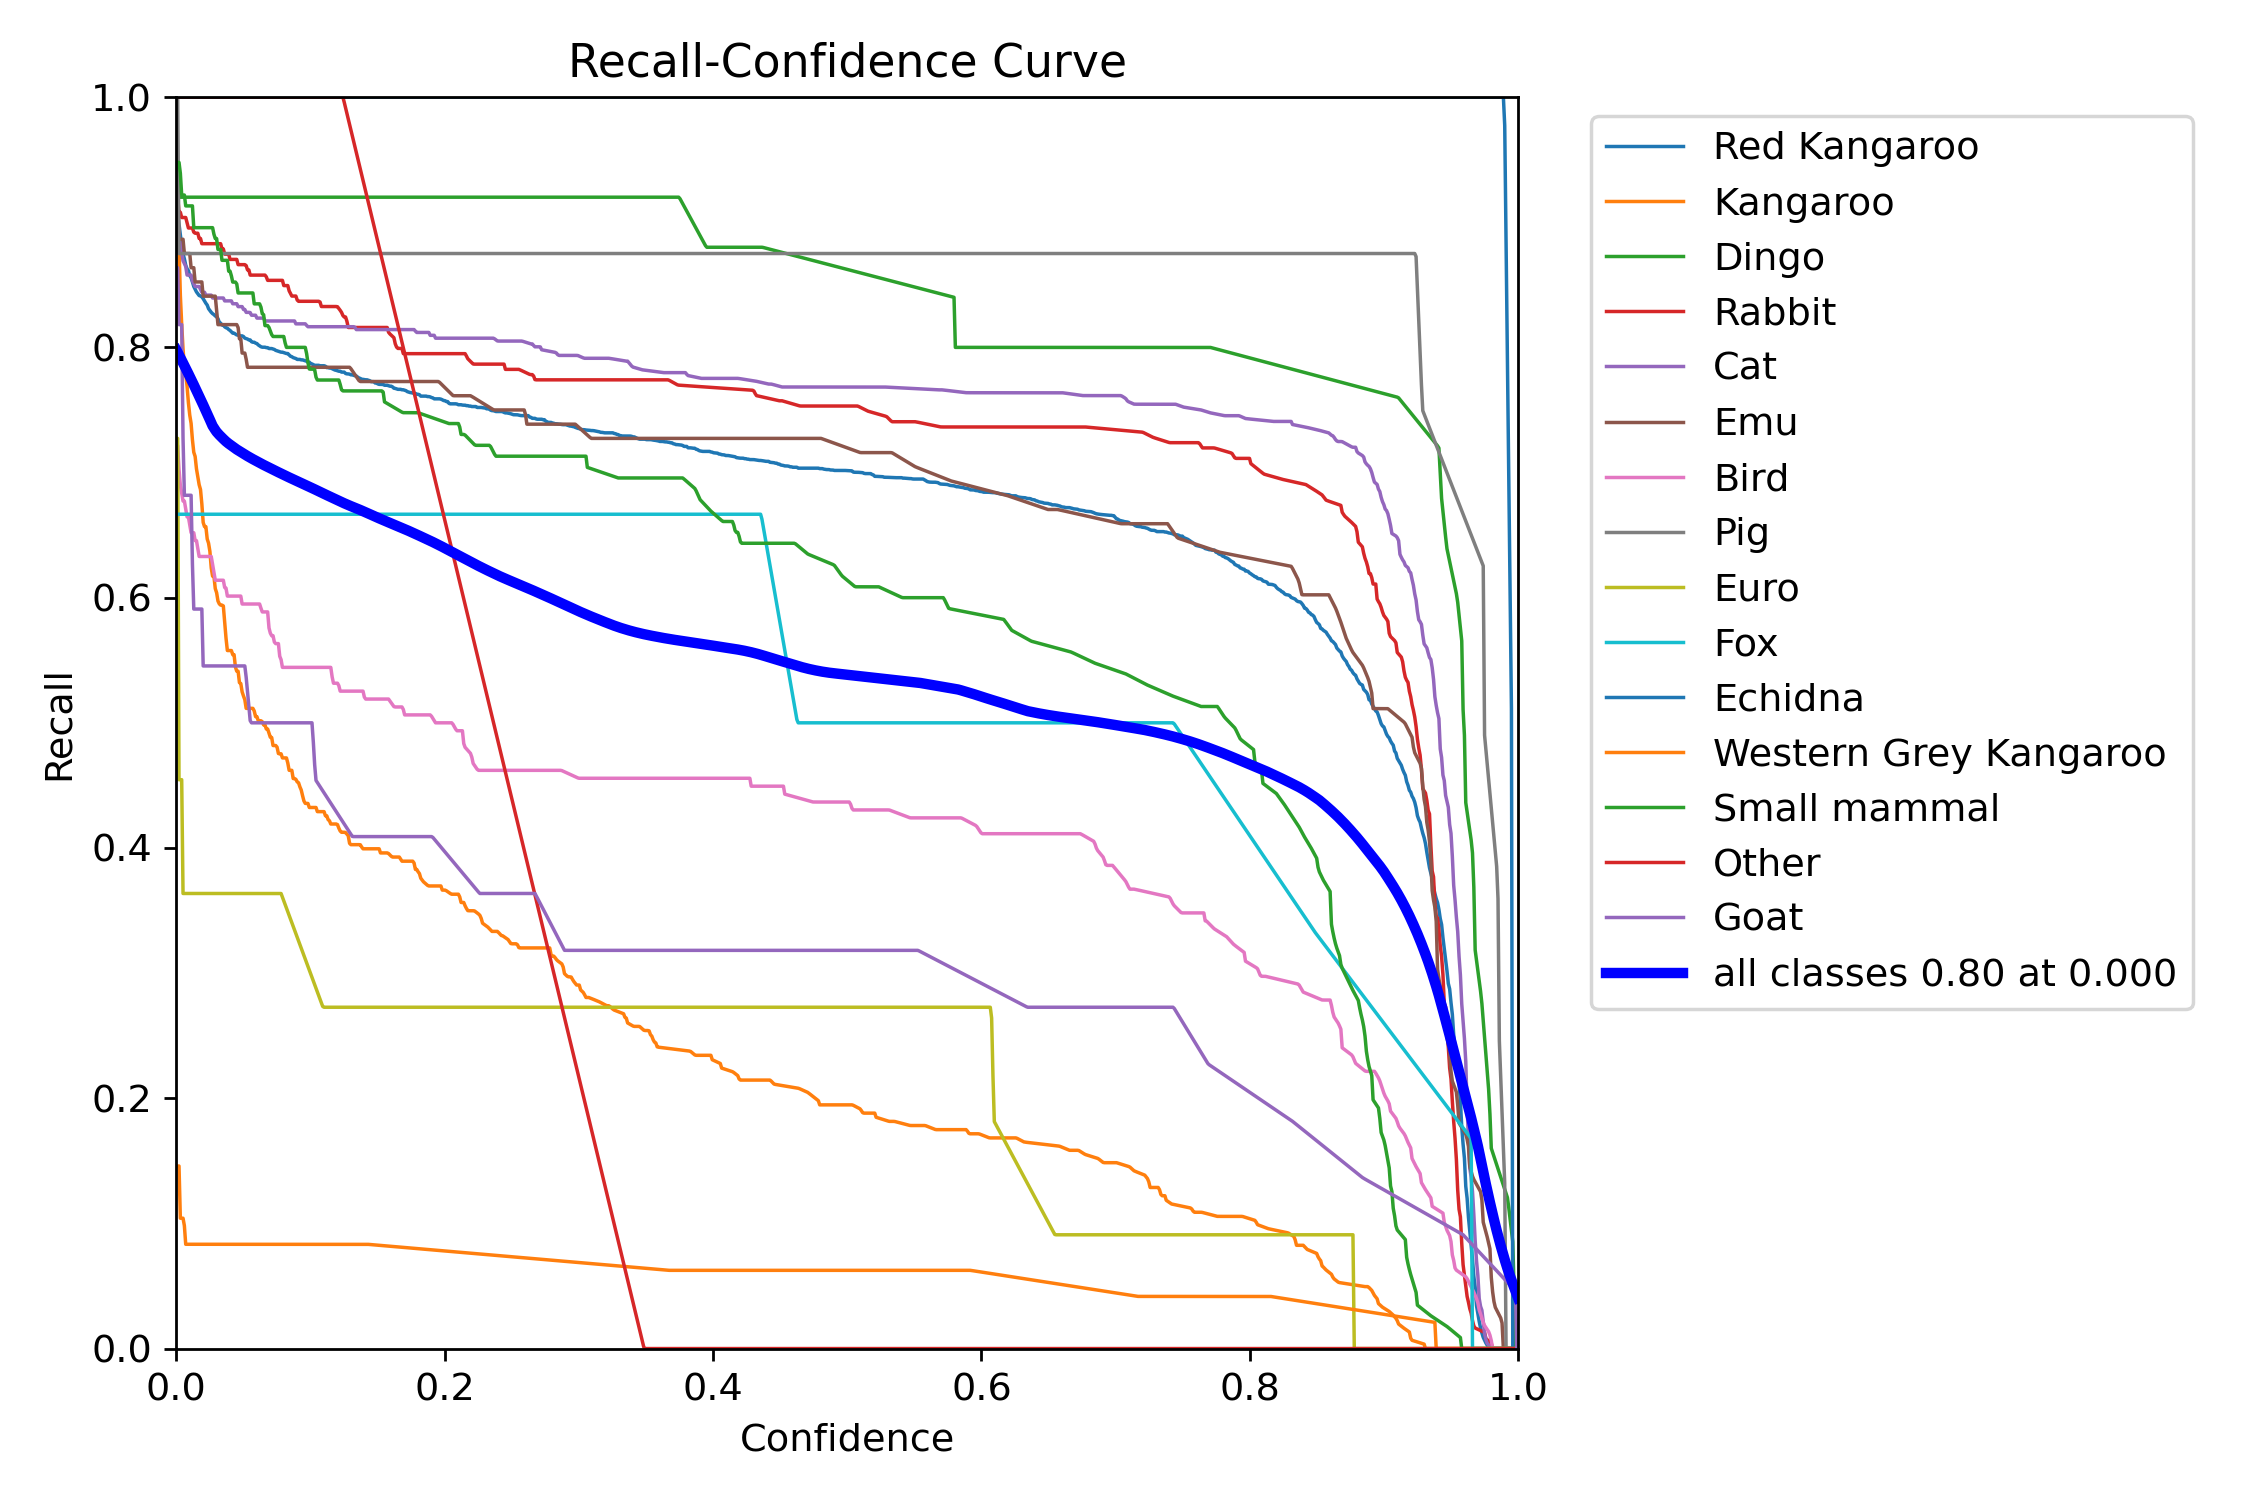 Recall-Confidence Curve
1.0
0.8
0.6
0.4
0.2
0.0
Recall
0.0 0.2 0.4 0.6 0.8 1.0
Confidence
Red Kangaroo
Kangaroo
Dingo
Rabbit
Cat
Emu
Bird
Pig
Euro
Fox
Echidna
Western Grey Kangaroo
Small mammal
Other
Goat
all classes 0.80 at 0.000